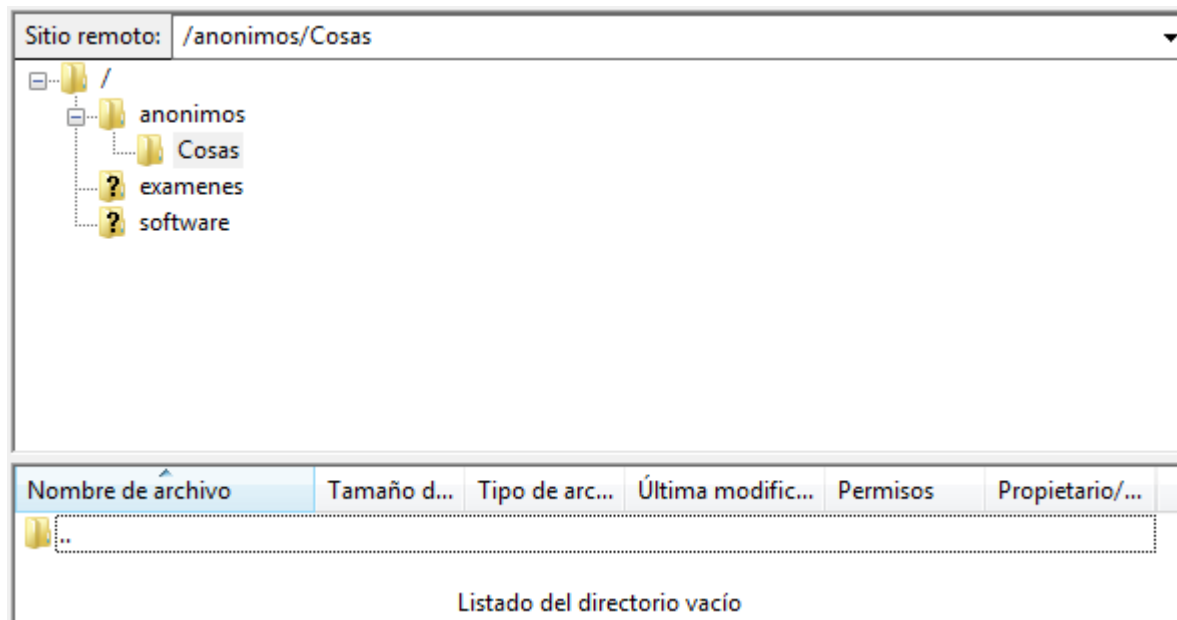 Sitio remoto: /anonimos/Cosas
/
anonimos
Cosas
? examenes
? software
Nombre de archivo Tamaño d... Tipo de arc... Última modific... Permisos Propietario/...
..
Listado del directorio vacío